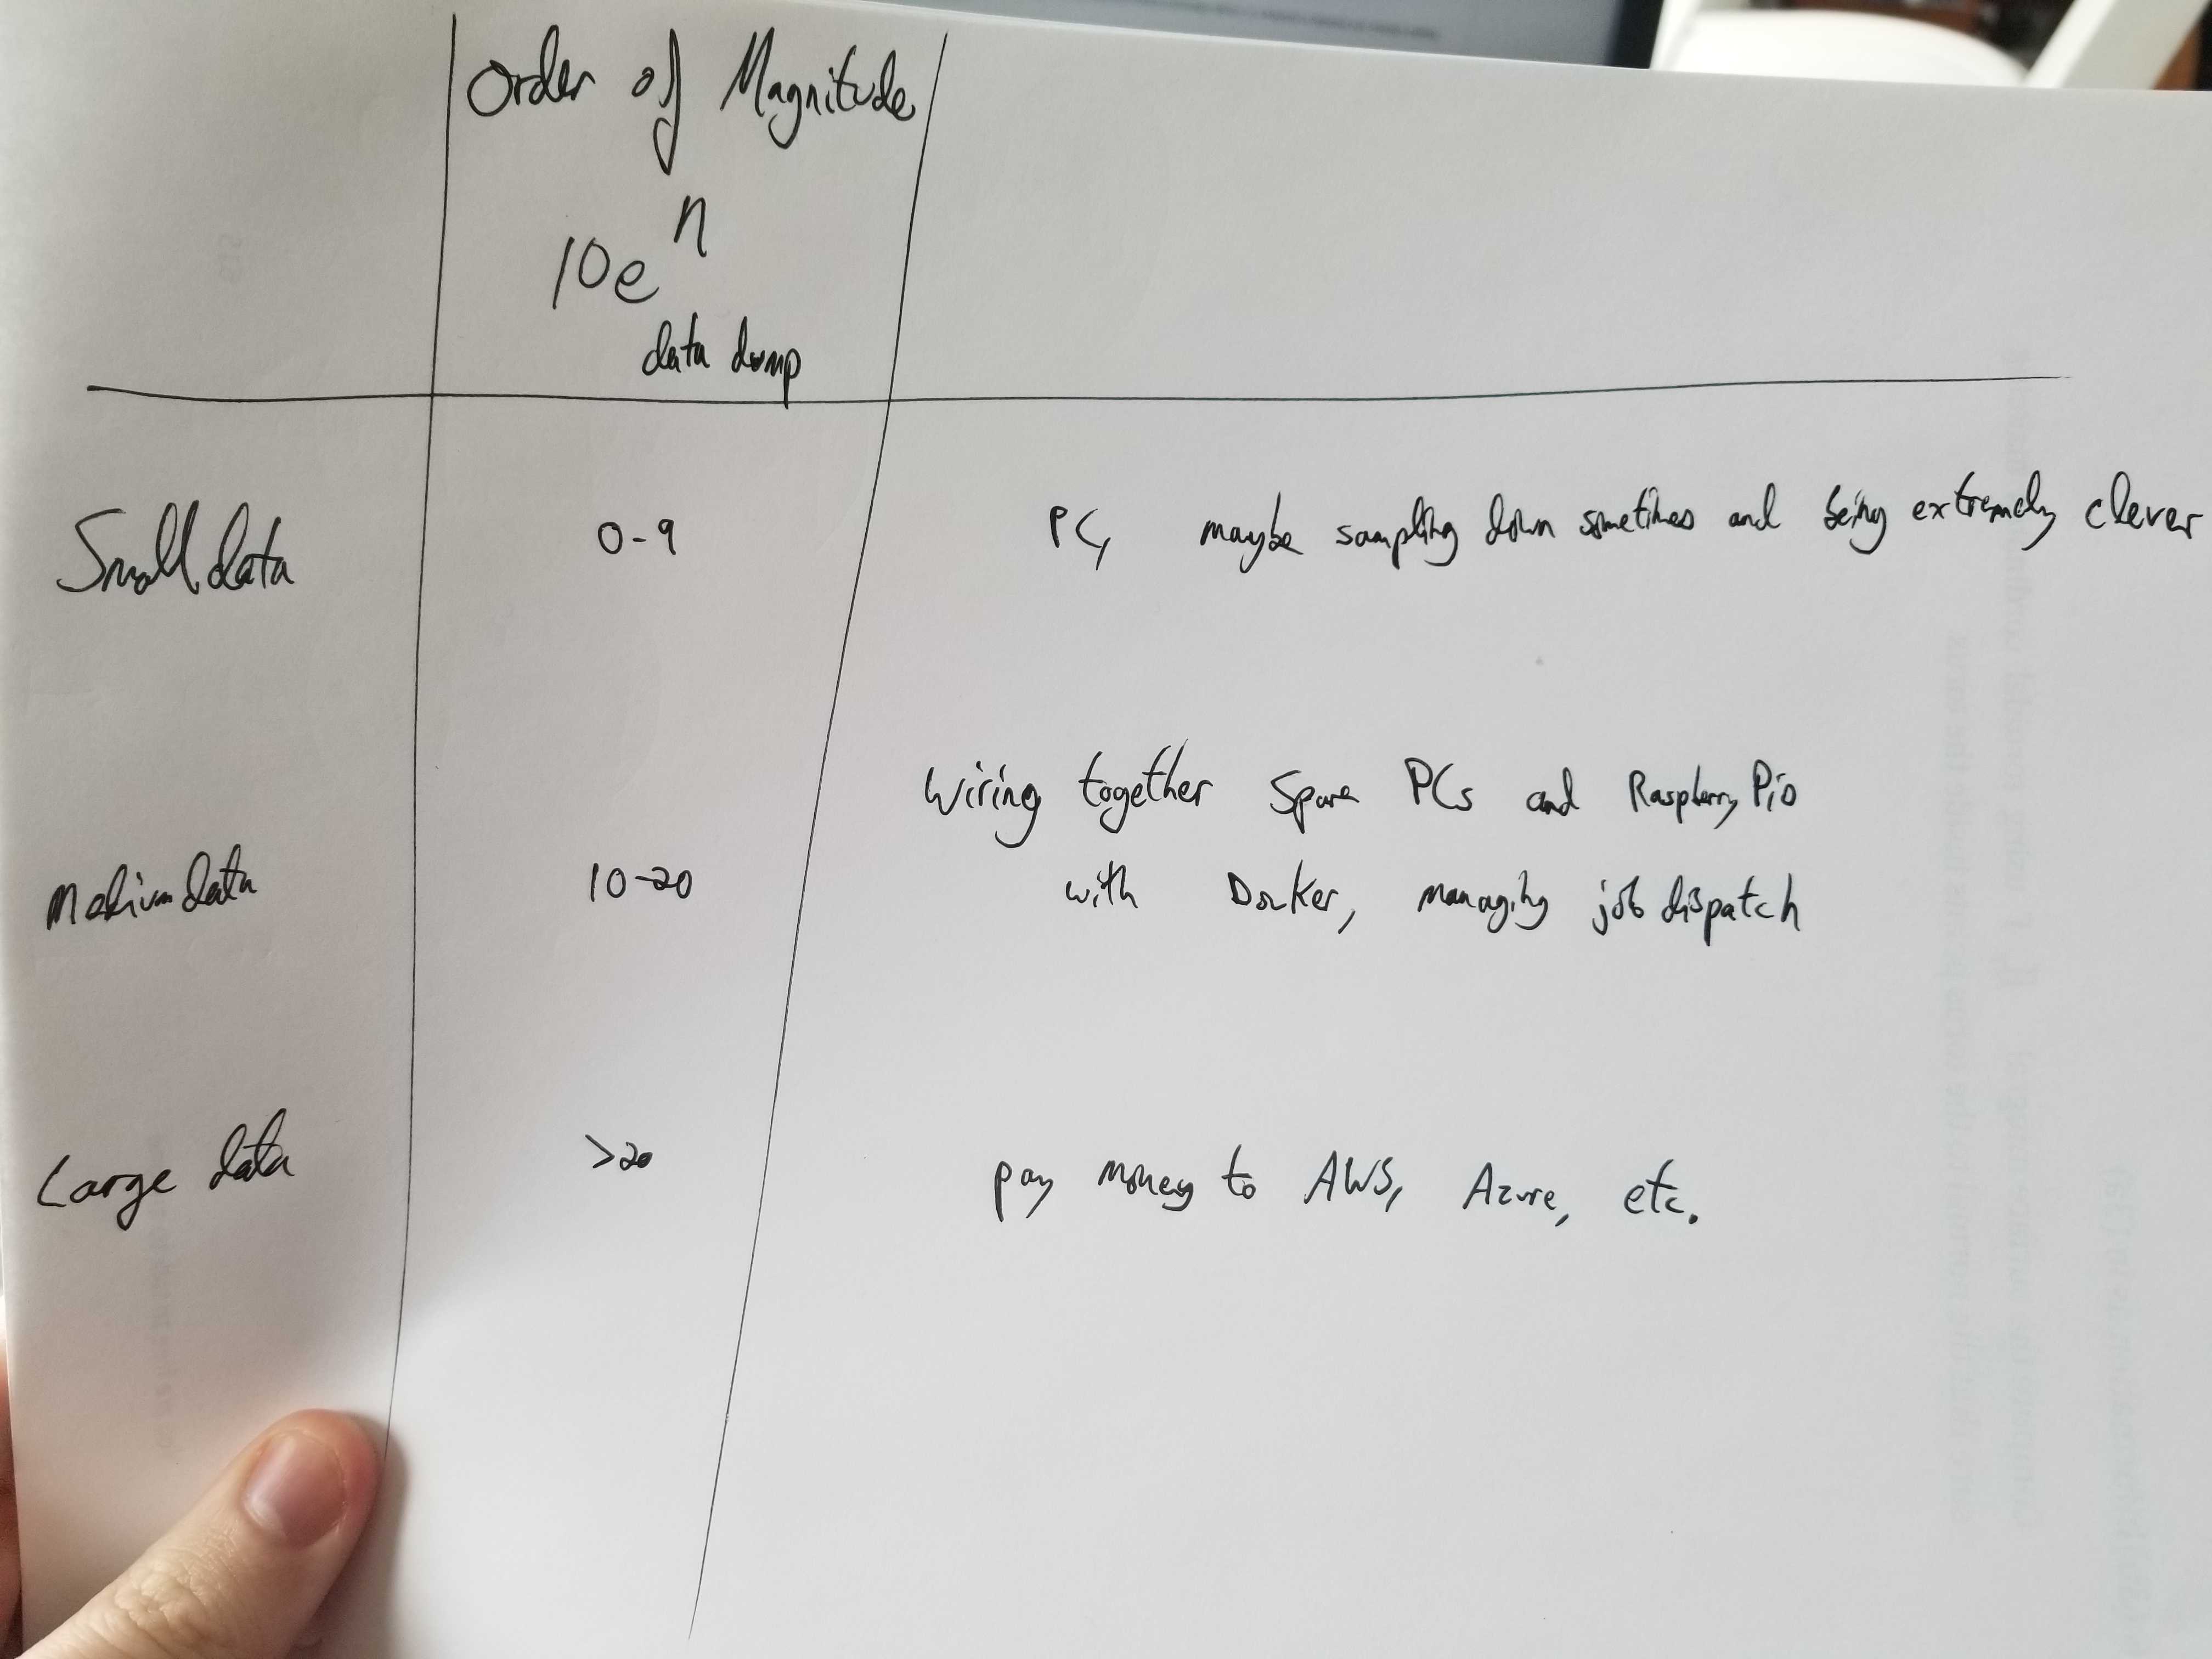 Order of Magnitude
10e^n
data dump
Small data 0-9 PC, maybe sampling down sometimes and being extremely clever
Wiring together Spare PCs and Raspberry Pis
Medium data 10-20 with Docker, managing job dispatch
Large data >20 pay money to AWS, Azure, etc.